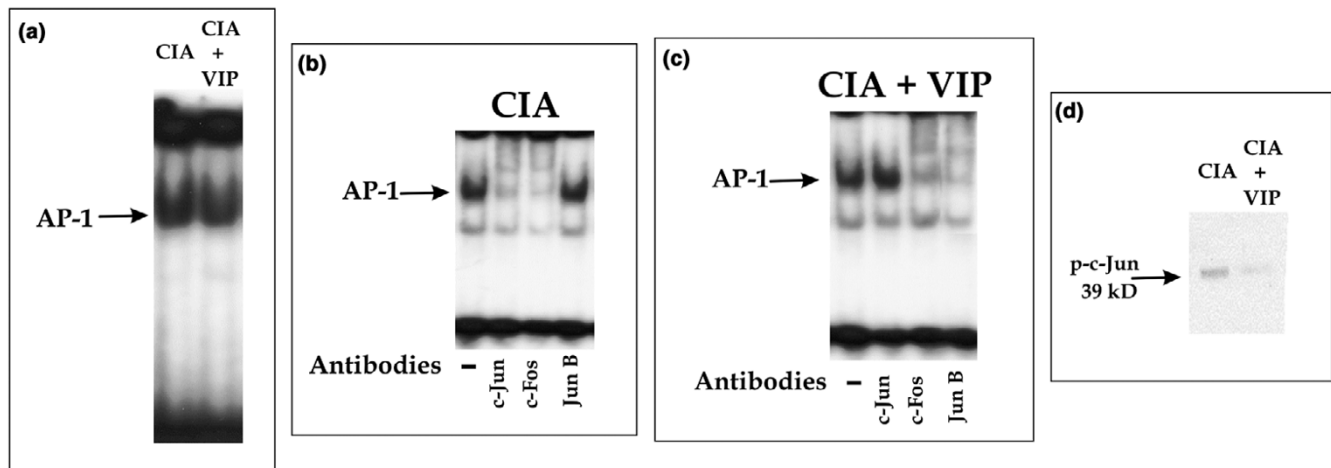 (a)
CIA
CIA
+
VIP
AP-1
(b)
CIA
AP-1
Antibodies
–
c-Jun
c-Fos
Jun B
(c)
CIA + VIP
AP-1
Antibodies
–
c-Jun
c-Fos
Jun B
(d)
CIA
CIA
+
VIP
p-c-Jun
39 kD